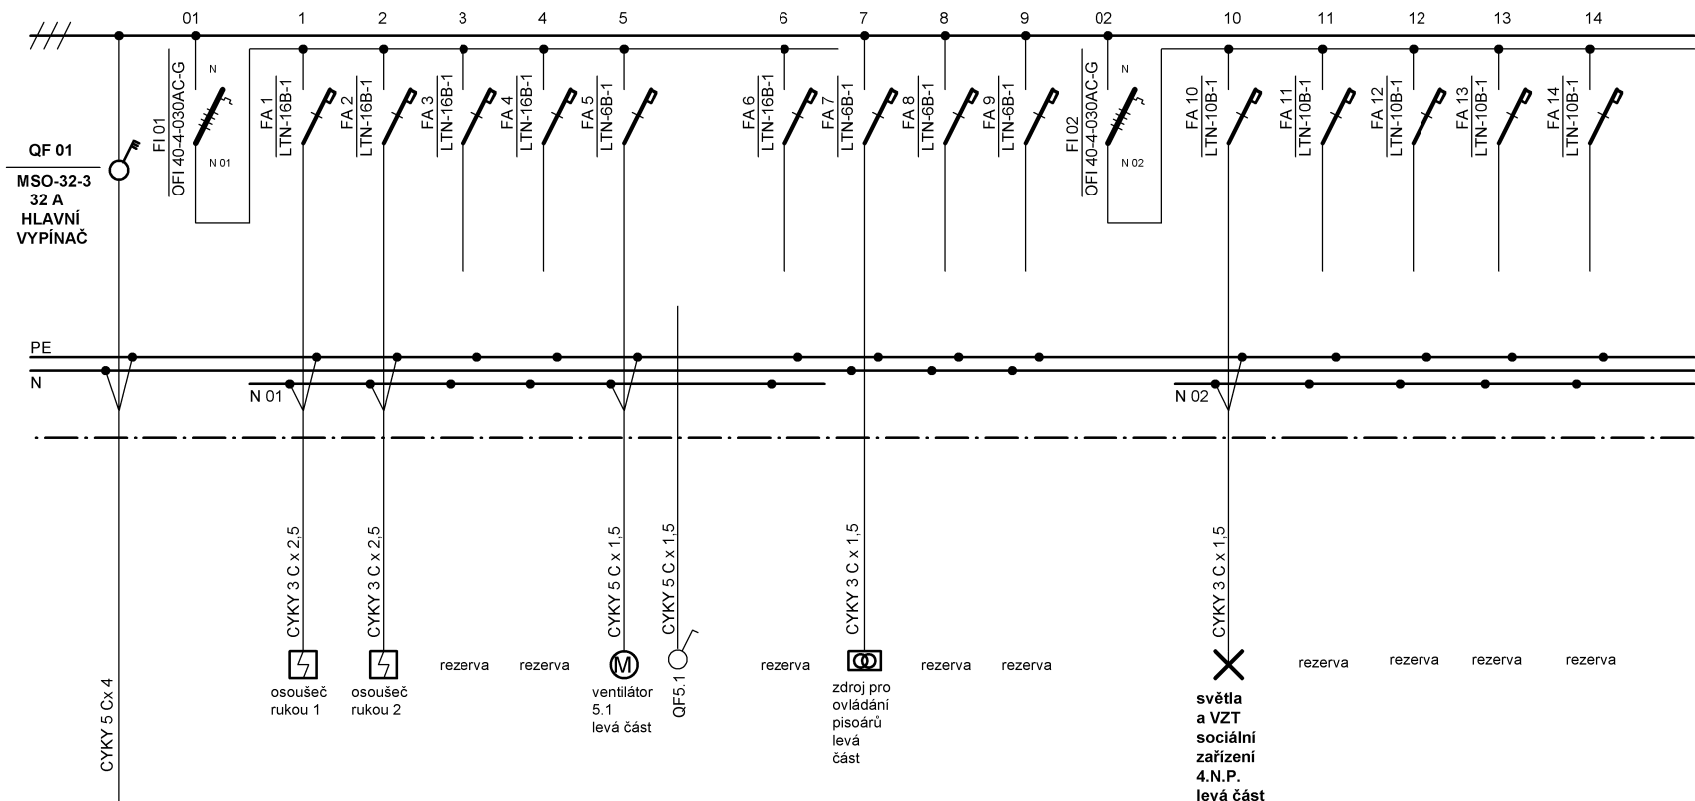 01 1 2 3 4 5 6 7 8 9 02 10 11 12 13 14
QF 01
MSO-32-3
32 A
HLAVNÍ
VYPÍNAČ
FI 01
OFI 40-4-030AC-G
N
N 01
FA 1
LTN-16B-1
FA 2
LTN-16B-1
FA 3
LTN-16B-1
FA 4
LTN-16B-1
FA 5
LTN-6B-1
FA 6
LTN-16B-1
FA 7
LTN-6B-1
FA 8
LTN-6B-1
FA 9
LTN-6B-1
FI 02
OFI 40-4-030AC-G
N
N 02
FA 10
LTN-10B-1
FA 11
LTN-10B-1
FA 12
LTN-10B-1
FA 13
LTN-10B-1
FA 14
LTN-10B-1
PE
N
N 01
N 02
CYKY 5 Cx 4
CYKY 3 C x 2,5
osoušeč
rukou 1
CYKY 3 C x 2,5
osoušeč
rukou 2
rezerva
rezerva
CYKY 5 C x 1,5
M
ventilátor
5.1
levá část
CYKY 5 C x 1,5
QF5.1
rezerva
CYKY 3 C x 1,5
zdroj pro
ovládání
pisoárů
levá
část
rezerva
rezerva
CYKY 3 C x 1,5
světla
a VZT
sociální
zařízení
4.N.P.
levá část
rezerva
rezerva
rezerva
rezerva